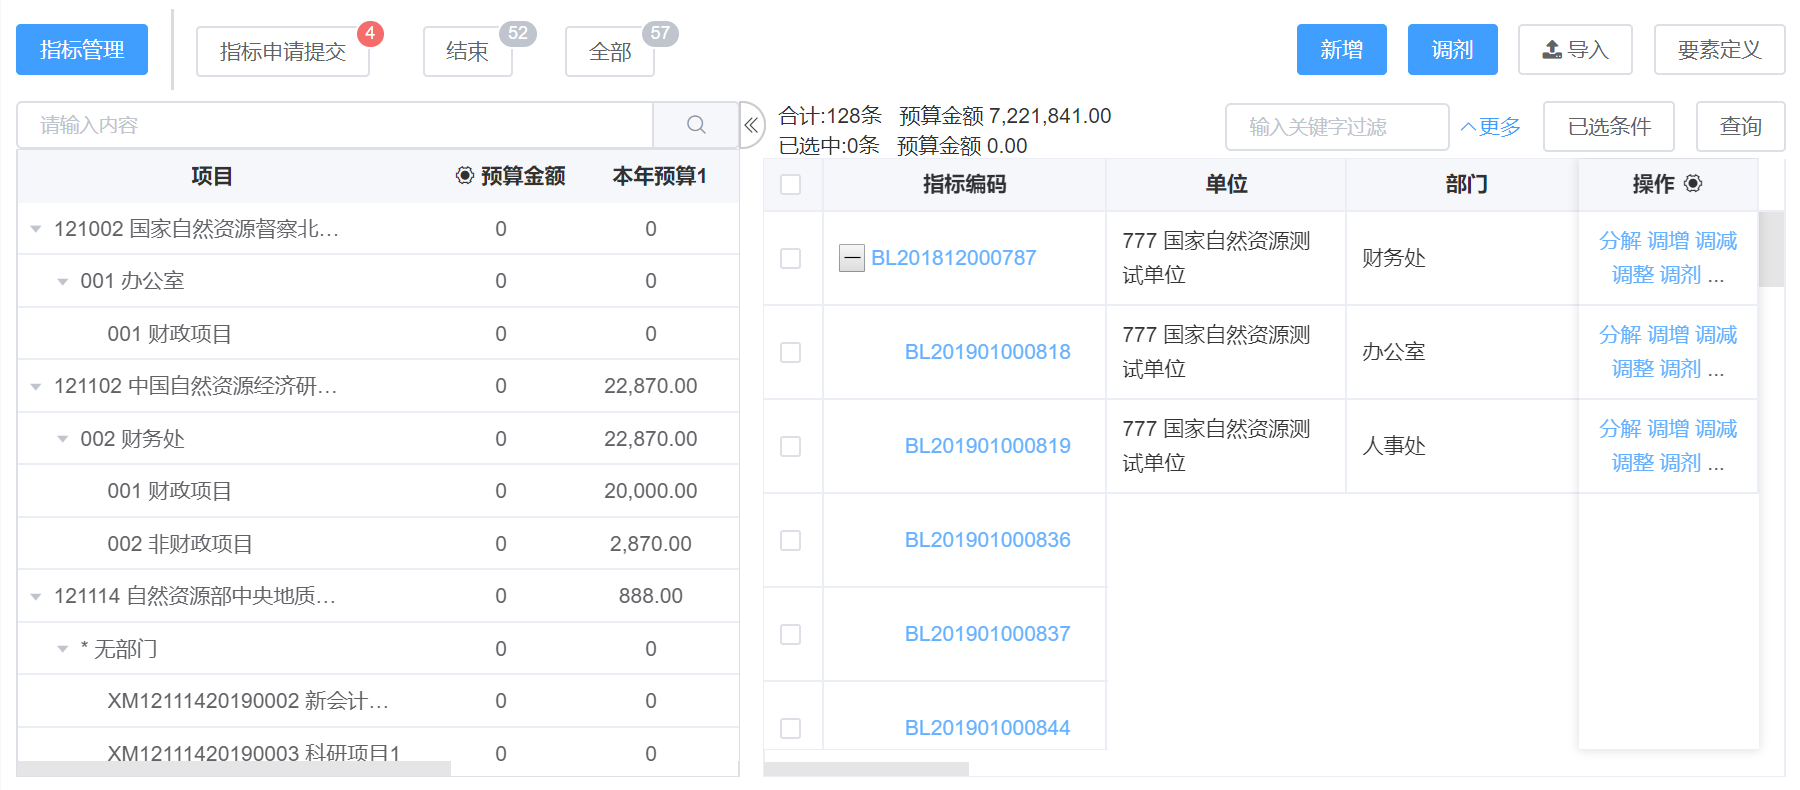 指标管理 指标申请提交 4 结束 52 全部 57 新增 调剂 导入 要素定义
请输入内容
合计:128条 预算金额 7,221,841.00
已选中:0条 预算金额 0.00
输入关键字过滤 更多 已选条件 查询
项目 预算金额 本年预算1
121002 国家自然资源督察北... 0 0
001 办公室 0 0
001 财政项目 0 0
121102 中国自然资源经济研... 0 22,870.00
002 财务处 0 22,870.00
001 财政项目 0 20,000.00
002 非财政项目 0 2,870.00
121114 自然资源部中央地质... 0 888.00
* 无部门 0 0
XM12111420190002 新会计... 0 0
XM12111420190003 科研项目1 0 0
指标编码 单位 部门 操作
BL201812000787 777 国家自然资源测试单位 财务处 分解 调增 调减
调整 调剂 ...
BL201901000818 777 国家自然资源测试单位 办公室 分解 调增 调减
调整 调剂 ...
BL201901000819 777 国家自然资源测试单位 人事处 分解 调增 调减
调整 调剂 ...
BL201901000836
BL201901000837
BL201901000844